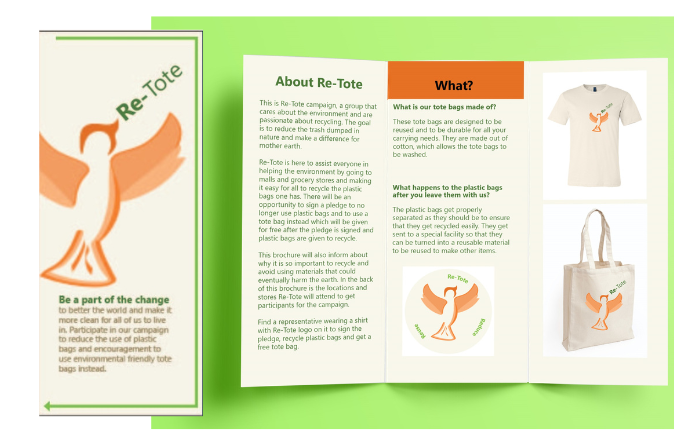 Re-Tote
Be a part of the change
to better the world and make it
more clean for all of us to live
in. Participate in our campaign
to reduce the use of plastic
bags and encouragement to
use environmental friendly tote
bags instead.
About Re-Tote
This is Re-Tote campaign, a group that
cares about the environment and are
passionate about recycling. The goal
is to reduce the trash dumped in
nature and make a difference for
mother earth.
Re-Tote is here to assist everyone in
helping the environment by going to
malls and grocery stores and making
it easy for all to recycle the plastic
bags one has. There will be an
opportunity to sign a pledge to no
longer use plastic bags and to use a
tote bag instead which will be given
for free after the pledge is signed and
plastic bags are given to recycle.
This brochure will also inform about
why it is so important to recycle and
avoid using materials that could
eventually harm the earth. In the back
of this brochure is the locations and
stores Re-Tote will attend to get
participants for the campaign.
Find a representative wearing a shirt
with Re-Tote logo on it to sign the
pledge, recycle plastic bags and get a
free tote bag.
What?
What is our tote bags made of?
These tote bags are designed to be
reused and to be durable for all your
carrying needs. They are made out of
cotton, which allows the tote bags to
be washed.
What happens to the plastic bags
after you leave them with us?
The plastic bags get properly
separated as they should be to ensure
that they get recycled easily. They get
sent to a special facility so that they
can be turned into a reusable material
to be reused to make other items.
Re-Tote
Reuse
Re-Tote
Re-Tote